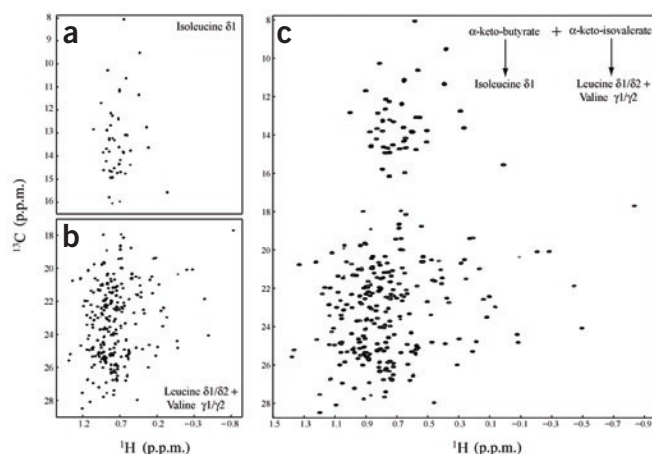 a
Isoleucine δ1
8
9
10
11
12
13
14
15
16
b
Leucine δ1/δ2 +
Valine γ1/γ2
18
20
22
24
26
28
1.2 0.7 0.2 −0.3 −0.8
¹H (p.p.m.)
¹³C (p.p.m.)
c
α-keto-butyrate + α-keto-isovalerate
Isoleucine δ1
Leucine δ1/δ2 +
Valine γ1/γ2
8
10
12
14
16
18
20
22
24
26
28
1.5 1.3 1.1 0.9 0.7 0.5 0.3 0.1 −0.1 −0.3 −0.5 −0.7 −0.9
¹H (p.p.m.)